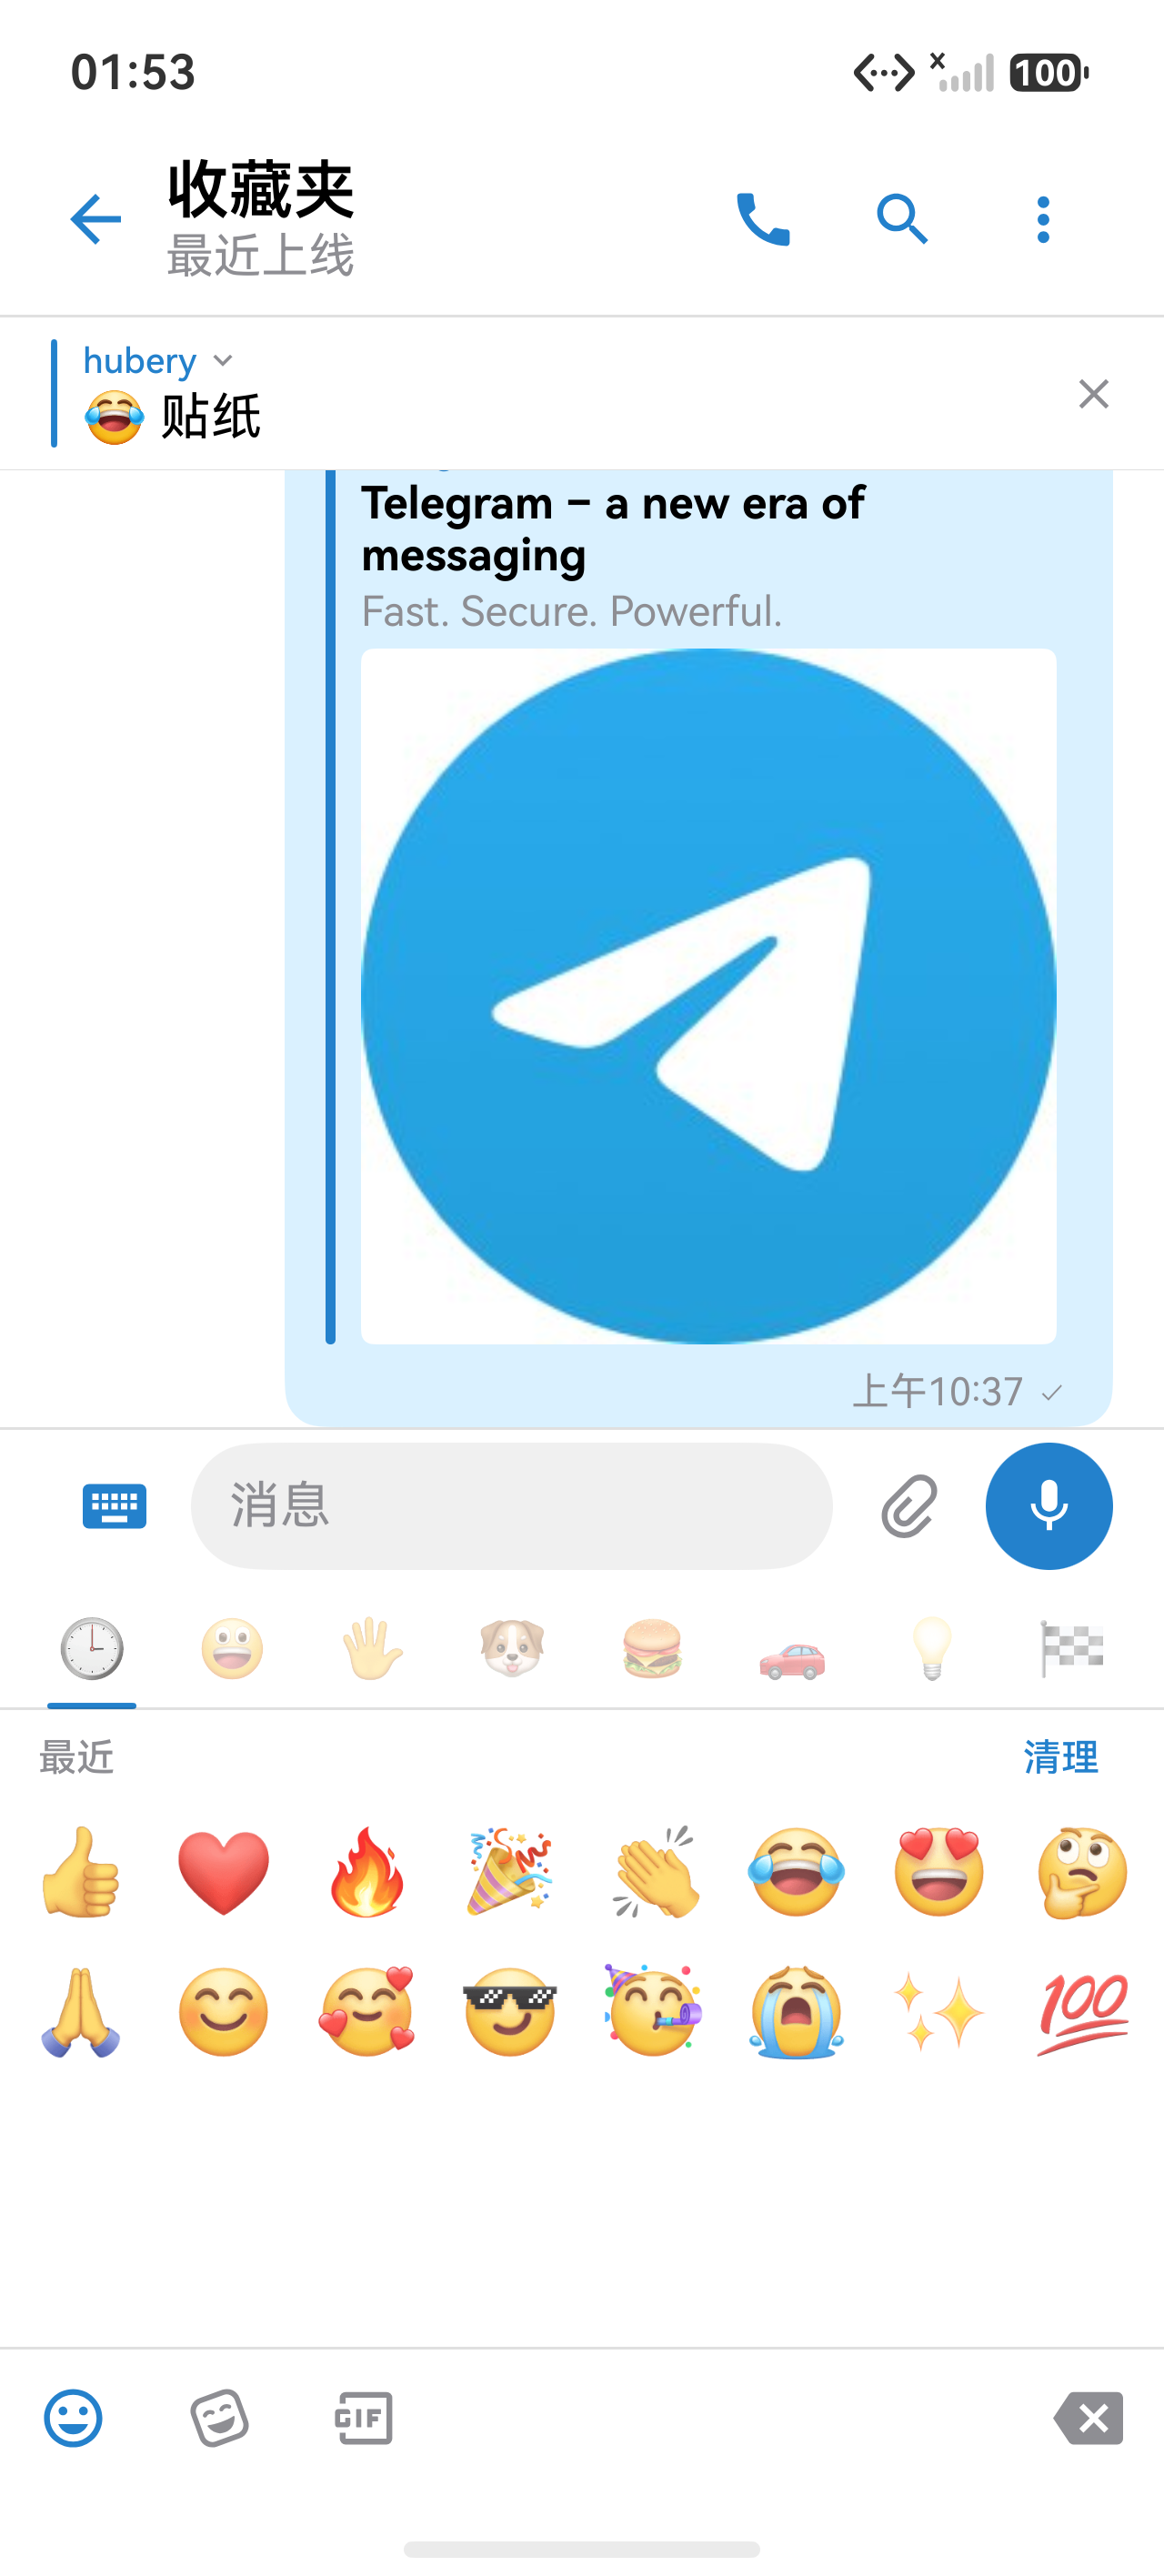 01:53
100
收藏夹
最近上线
hubery
😂 贴纸
Telegram – a new era of
messaging
Fast. Secure. Powerful.
上午10:37
消息
最近
清理
GIF